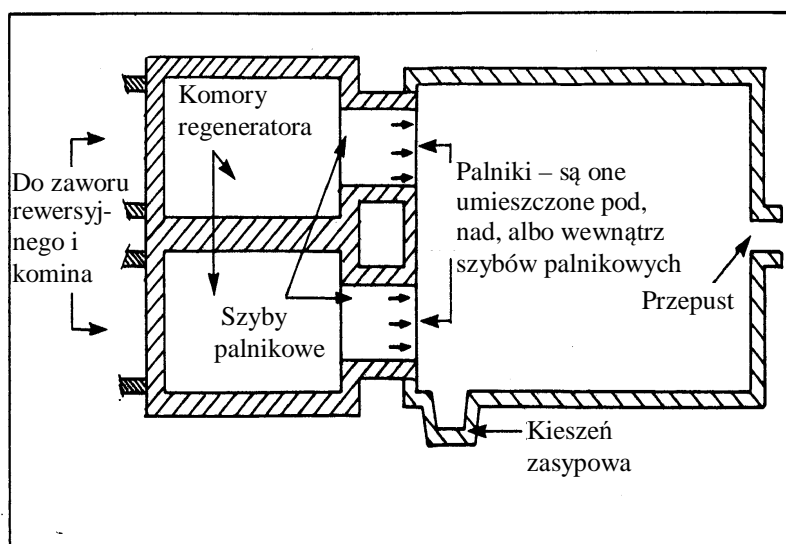 Komory
regeneratora
Do zaworu
rewersyj-
nego i
komina
Palniki – są one
umieszczone pod,
nad, albo wewnątrz
szybów palnikowych
Przepust
Szyby
palnikowe
Kieszeń
zasypowa